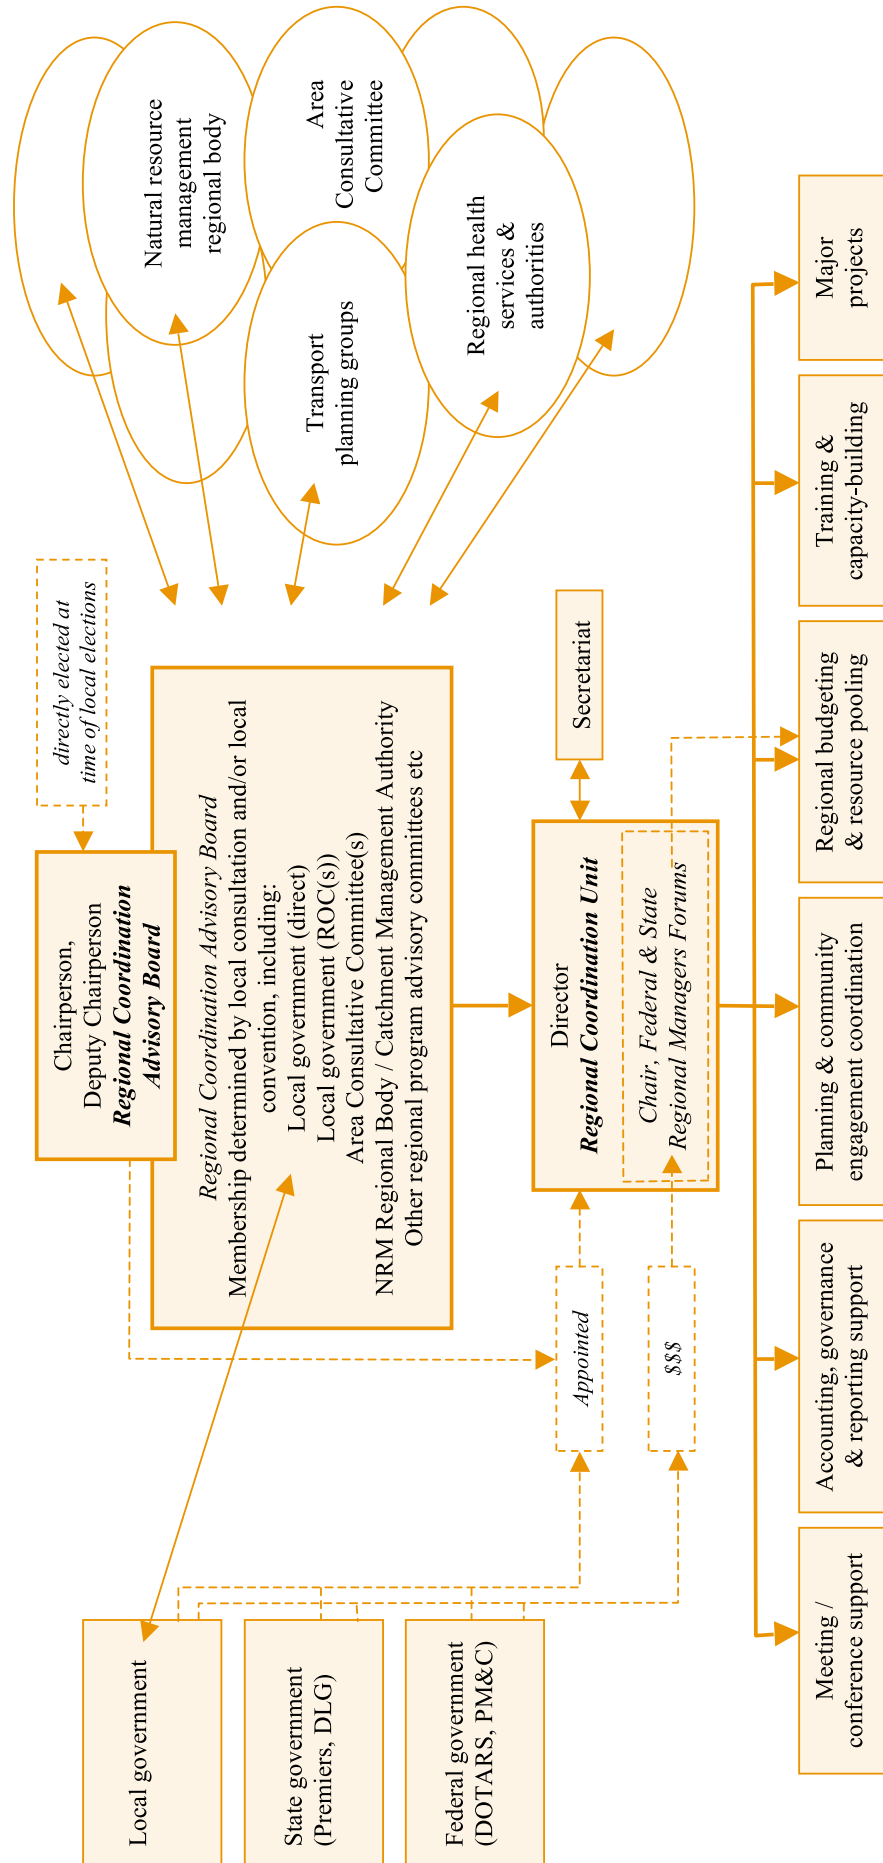 directly elected at
time of local elections
Chairperson,
Deputy Chairperson
Regional Coordination
Advisory Board
Natural resource
management
regional body
Area
Consultative
Committee
Transport
planning groups
Regional health
services &
authorities
Local government
State government
(Premiers, DLG)
Federal government
(DOTARS, PM&C)
Regional Coordination Advisory Board
Membership determined by local consultation and/or local
convention, including:
Local government (direct)
Local government (ROC(s))
Area Consultative Committee(s)
NRM Regional Body / Catchment Management Authority
Other regional program advisory committees etc
Appointed
$$$
Director
Regional Coordination Unit
Chair, Federal & State
Regional Managers Forums
Secretariat
Meeting /
conference support
Accounting, governance
& reporting support
Planning & community
engagement coordination
Regional budgeting
& resource pooling
Training &
capacity-building
Major
projects